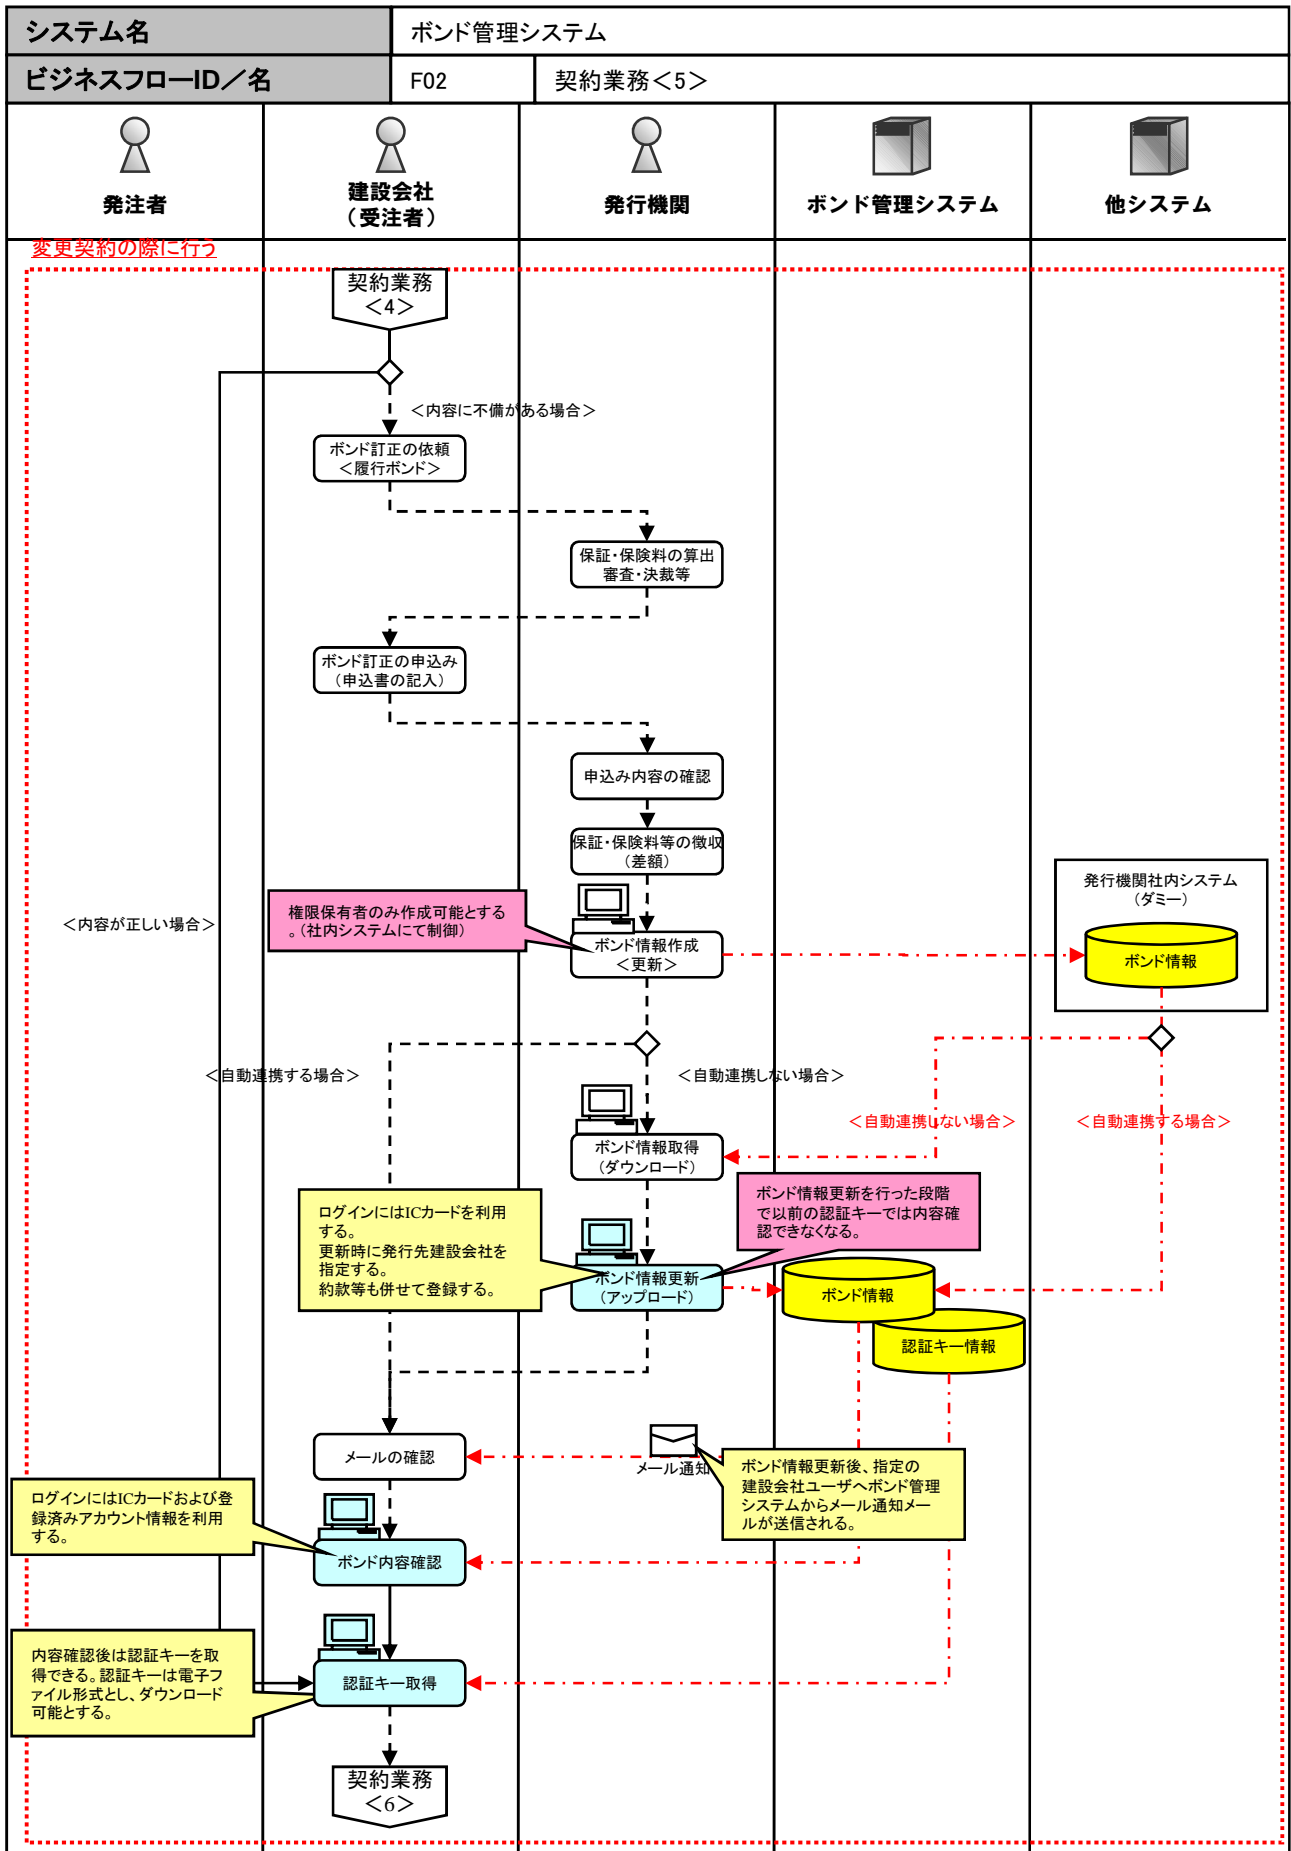 システム名
ボンド管理システム
ビジネスフローID／名
F02
契約業務＜5＞
発注者
建設会社
（受注者）
発行機関
ボンド管理システム
他システム
変更契約の際に行う
契約業務
＜4＞
＜内容に不備がある場合＞
ボンド訂正の依頼
＜履行ボンド＞
保証・保険料の算出
審査・決裁等
ボンド訂正の申込み
（申込書の記入）
申込み内容の確認
保証・保険料等の徴収
（差額）
発行機関社内システム
（ダミー）
ボンド情報
権限保有者のみ作成可能とする
。（社内システムにて制御）
＜内容が正しい場合＞
ボンド情報作成
＜更新＞
＜自動連携する場合＞
＜自動連携しない場合＞
＜自動連携しない場合＞
＜自動連携する場合＞
ボンド情報取得
（ダウンロード）
ボンド情報更新を行った段階
で以前の認証キーでは内容確
認できなくなる。
ログインにはICカードを利用
する。
更新時に発行先建設会社を
指定する。
約款等も併せて登録する。
ボンド情報更新
（アップロード）
ボンド情報
認証キー情報
メールの確認
メール通知
ボンド情報更新後、指定の
建設会社ユーザへボンド管理
システムからメール通知メー
ルが送信される。
ログインにはICカードおよび登
録済みアカウント情報を利用
する。
ボンド内容確認
内容確認後は認証キーを取
得できる。認証キーは電子フ
ァイル形式とし、ダウンロード
可能とする。
認証キー取得
契約業務
＜6＞